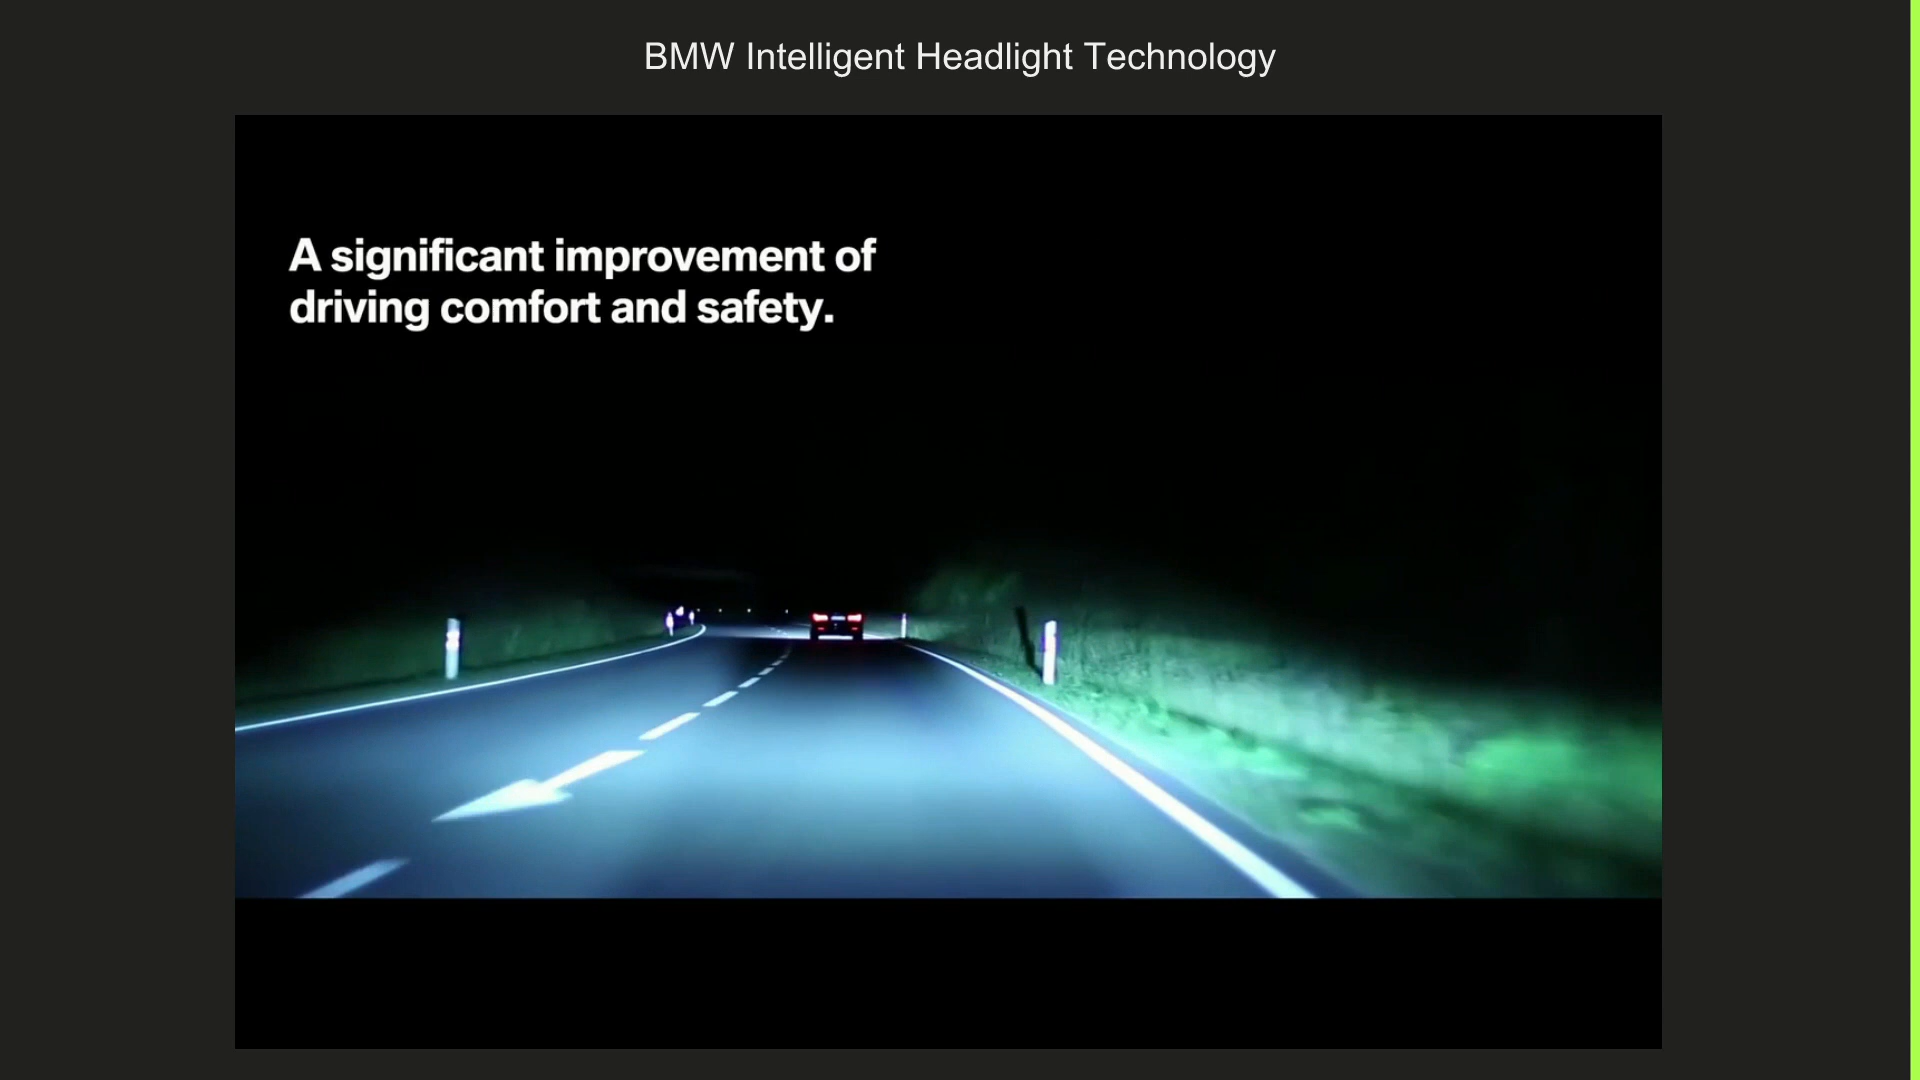 BMW Intelligent Headlight Technology
A significant improvement of
driving comfort and safety.